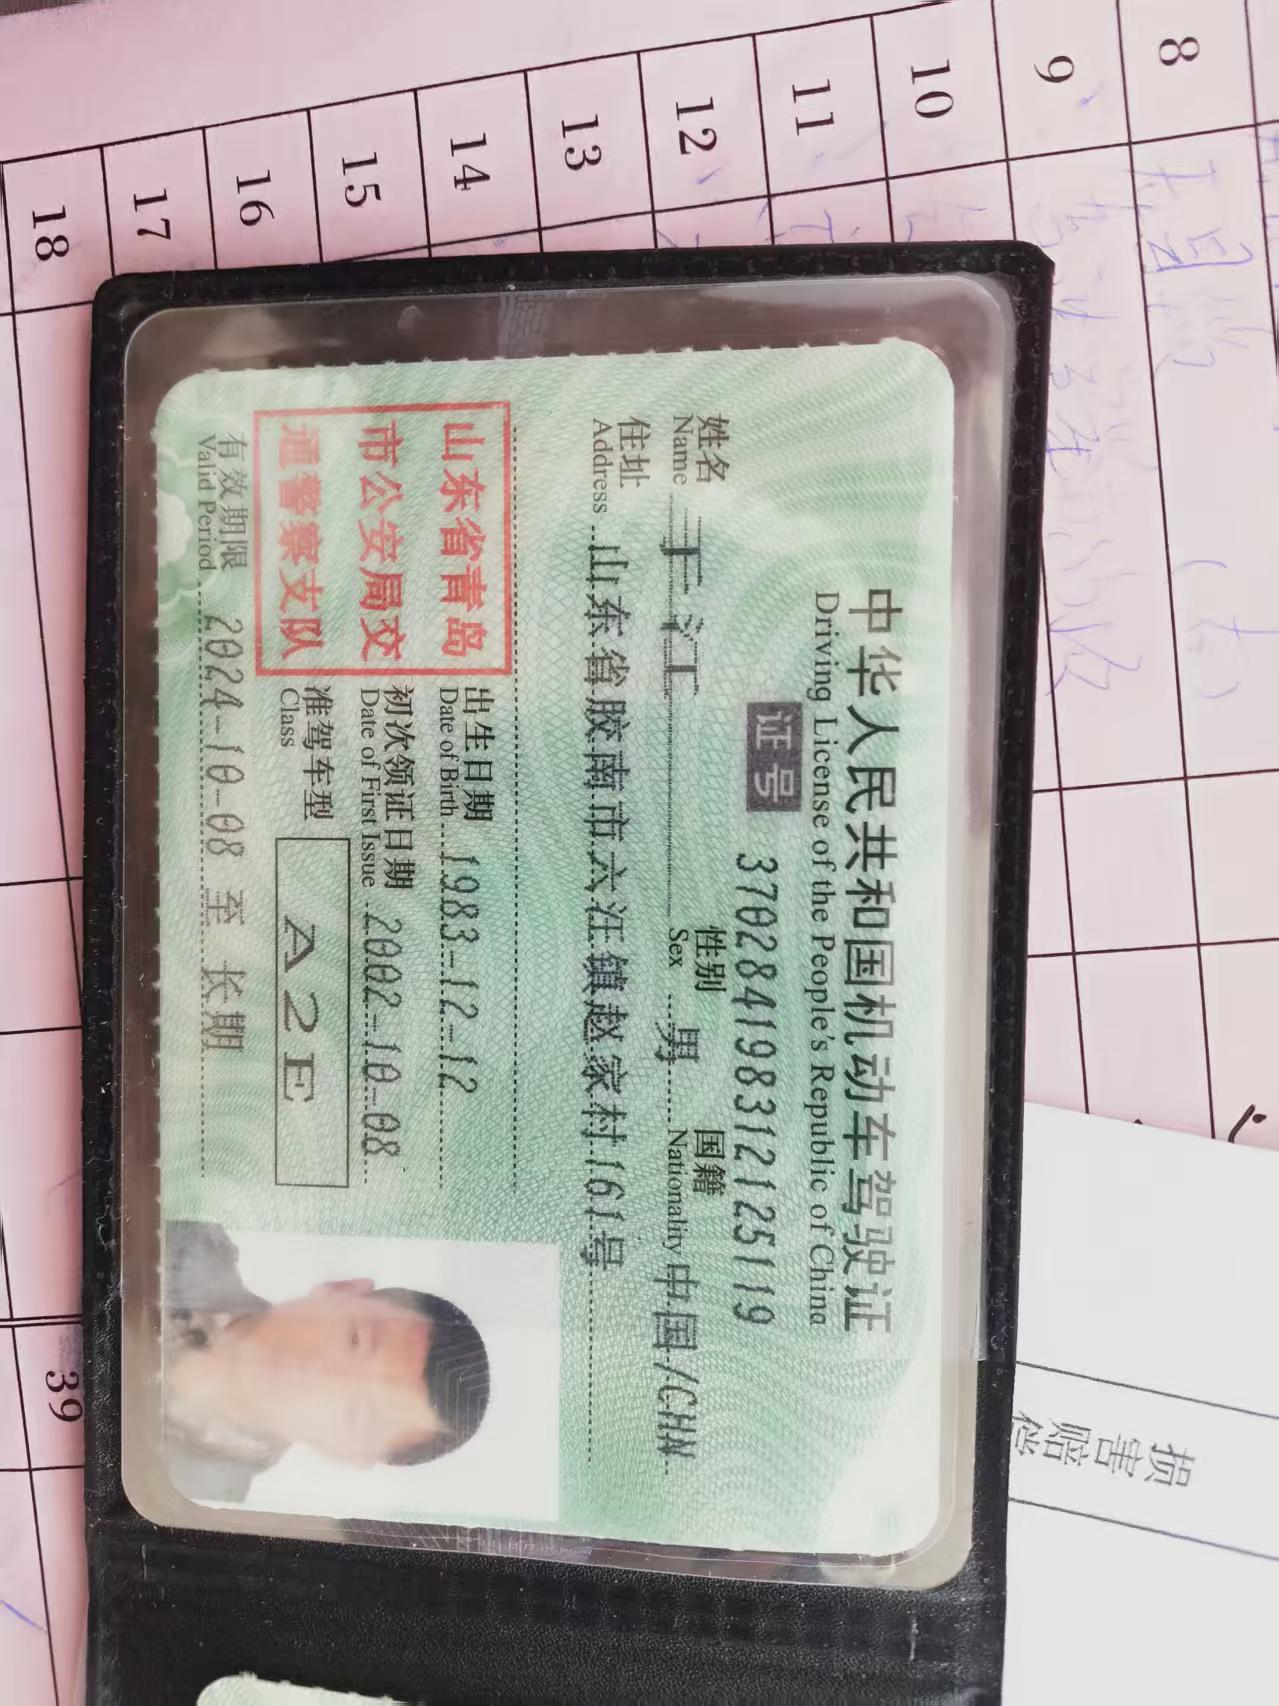 中华人民共和国机动车驾驶证
Driving License of the People's Republic of China
证号 370284198312125119
姓名 王江 性别 男 国籍 中国/CHN
Name Sex Nationality
住址 山东省胶南市六汪镇赵家村161号
Address
山东省青岛
市公安局交
通警察支队
出生日期 1983-12-12
Date of Birth
初次领证日期 2002-10-08
Date of First Issue
准驾车型 A2E
Class
有效期限 2024-10-08 至 长期
Valid Period
8
9
10
11
12
13
14
15
16
17
18
39
损害赔偿